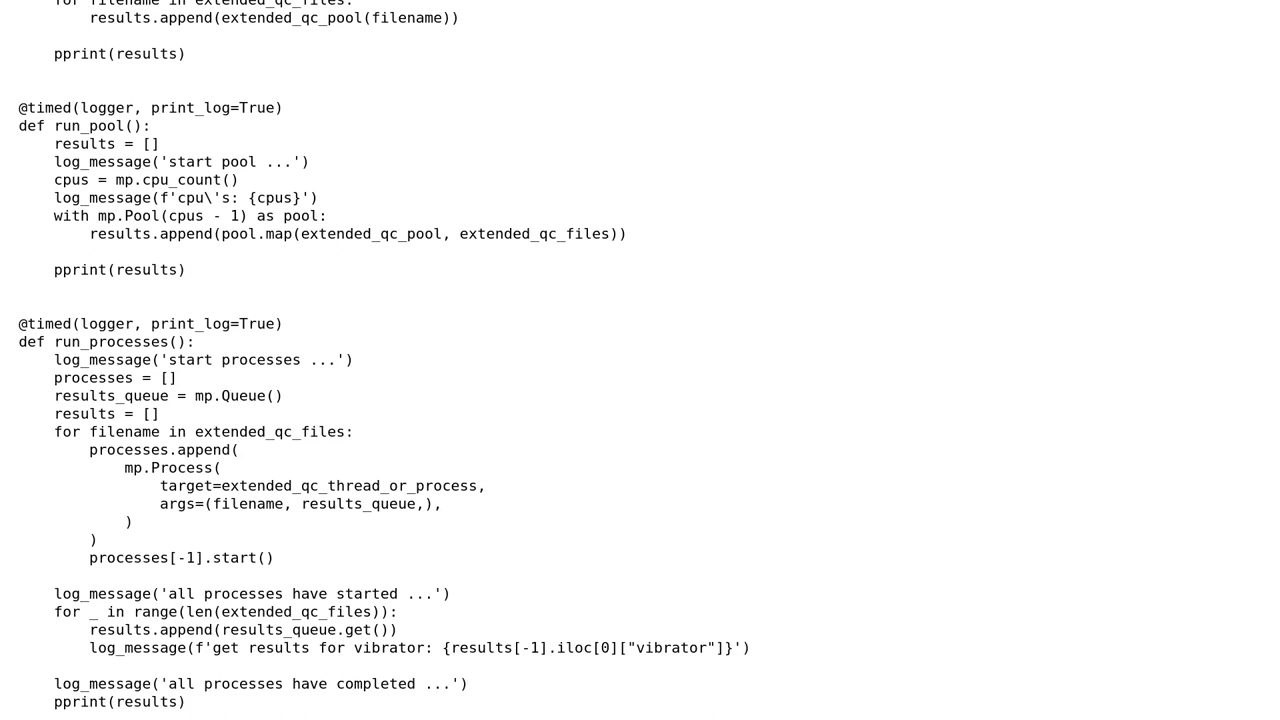 for filename in extended_qc_files:
        results.append(extended_qc_pool(filename))

    pprint(results)


@timed(logger, print_log=True)
def run_pool():
    results = []
    log_message('start pool ...')
    cpus = mp.cpu_count()
    log_message(f'cpu\'s: {cpus}')
    with mp.Pool(cpus - 1) as pool:
        results.append(pool.map(extended_qc_pool, extended_qc_files))

    pprint(results)


@timed(logger, print_log=True)
def run_processes():
    log_message('start processes ...')
    processes = []
    results_queue = mp.Queue()
    results = []
    for filename in extended_qc_files:
        processes.append(
            mp.Process(
                target=extended_qc_thread_or_process,
                args=(filename, results_queue,),
            )
        )
        processes[-1].start()

    log_message('all processes have started ...')
    for _ in range(len(extended_qc_files)):
        results.append(results_queue.get())
        log_message(f'get results for vibrator: {results[-1].iloc[0]["vibrator"]}')

    log_message('all processes have completed ...')
    pprint(results)